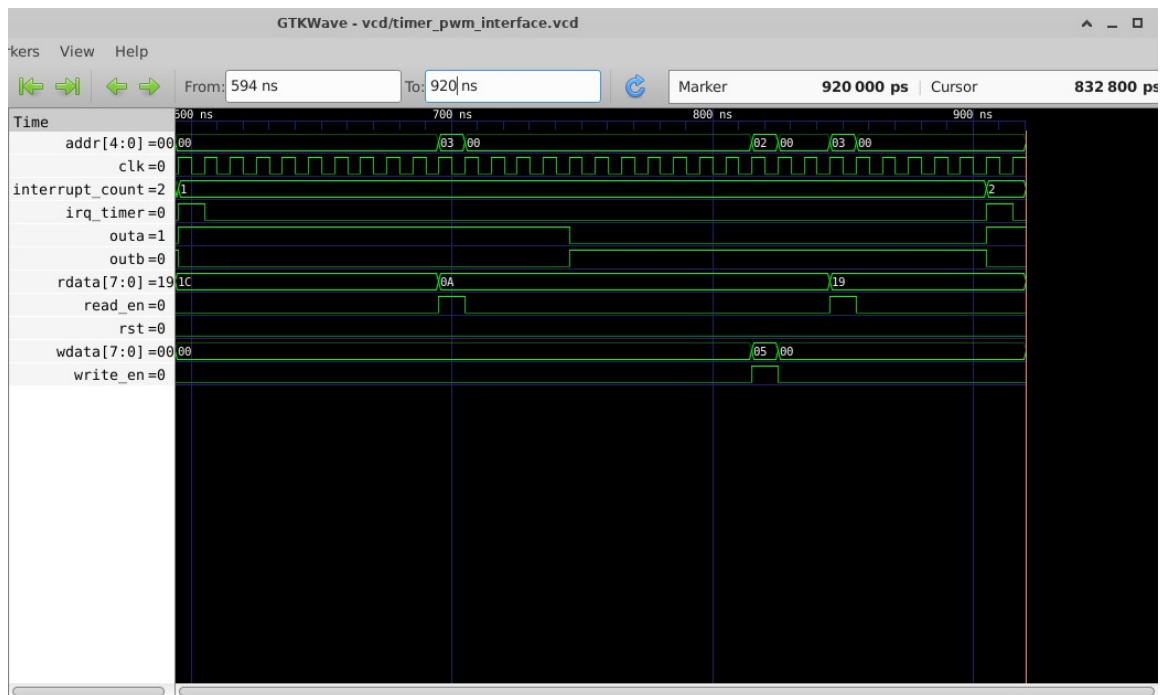 GTKWave - vcd/timer_pwm_interface.vcd
rkers View Help
From: 594 ns To: 920 ns Marker 920 000 ps | Cursor 832 800 ps
Time 600 ns 700 ns 800 ns 900 ns
addr[4:0] =00 00 03 00 02 00 03 00
clk =0
interrupt_count =2 1 2
irq_timer =0
outa =1
outb =0
rdata[7:0] =19 1C 0A 19
read_en =0
rst =0
wdata[7:0] =00 00 05 00
write_en =0